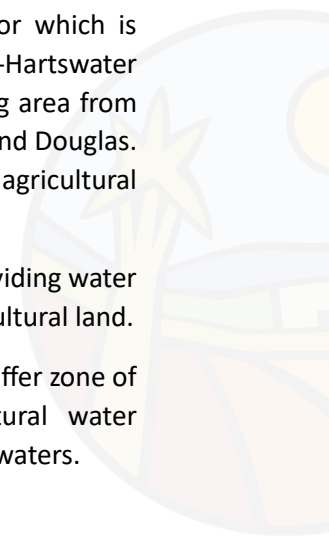 or which is
-Hartswater
g area from
nd Douglas.
agricultural
viding water
ultural land.
ffer zone of
tural water
waters.